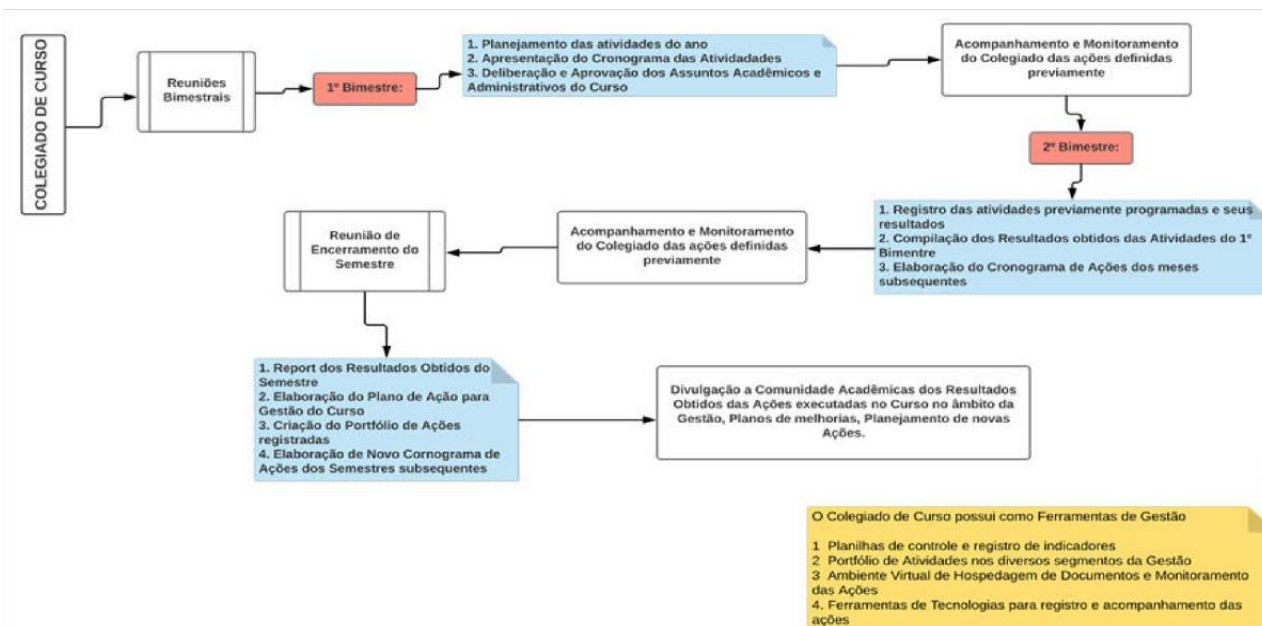 COLEGIADO DE CURSO
Reuniões
Bimestrais
1º Bimestre:
1. Planejamento das atividades do ano
2. Apresentação do Cronograma das Atividadades
3. Deliberação e Aprovação dos Assuntos Acadêmicos e
Administrativos do Curso
Acompanhamento e Monitoramento
do Colegiado das ações definidas
previamente
2º Bimestre:
1. Registro das atividades previamente programadas e seus
resultados
2. Compilação dos Resultados obtidos das Atividades do 1º
Bimentre
3. Elaboração do Cronograma de Ações dos meses
subsequentes
Acompanhamento e Monitoramento
do Colegiado das ações definidas
previamente
Reunião de
Encerramento do
Semestre
1. Report dos Resultados Obtidos do
Semestre
2. Elaboração do Plano de Ação para
Gestão do Curso
3. Criação do Portfólio de Ações
registradas
4. Elaboração de Novo Cornograma de
Ações dos Semestres subsequentes
Divulgação a Comunidade Acadêmicas dos Resultados
Obtidos das Ações executadas no Curso no âmbito da
Gestão, Planos de melhorias, Planejamento de novas
Ações.
O Colegiado de Curso possui como Ferramentas de Gestão
1 Planilhas de controle e registro de indicadores
2 Portfólio de Atividades nos diversos segmentos da Gestão
3 Ambiente Virtual de Hospedagem de Documentos e Monitoramento
das Ações
4. Ferramentas de Tecnologias para registro e acompanhamento das
ações